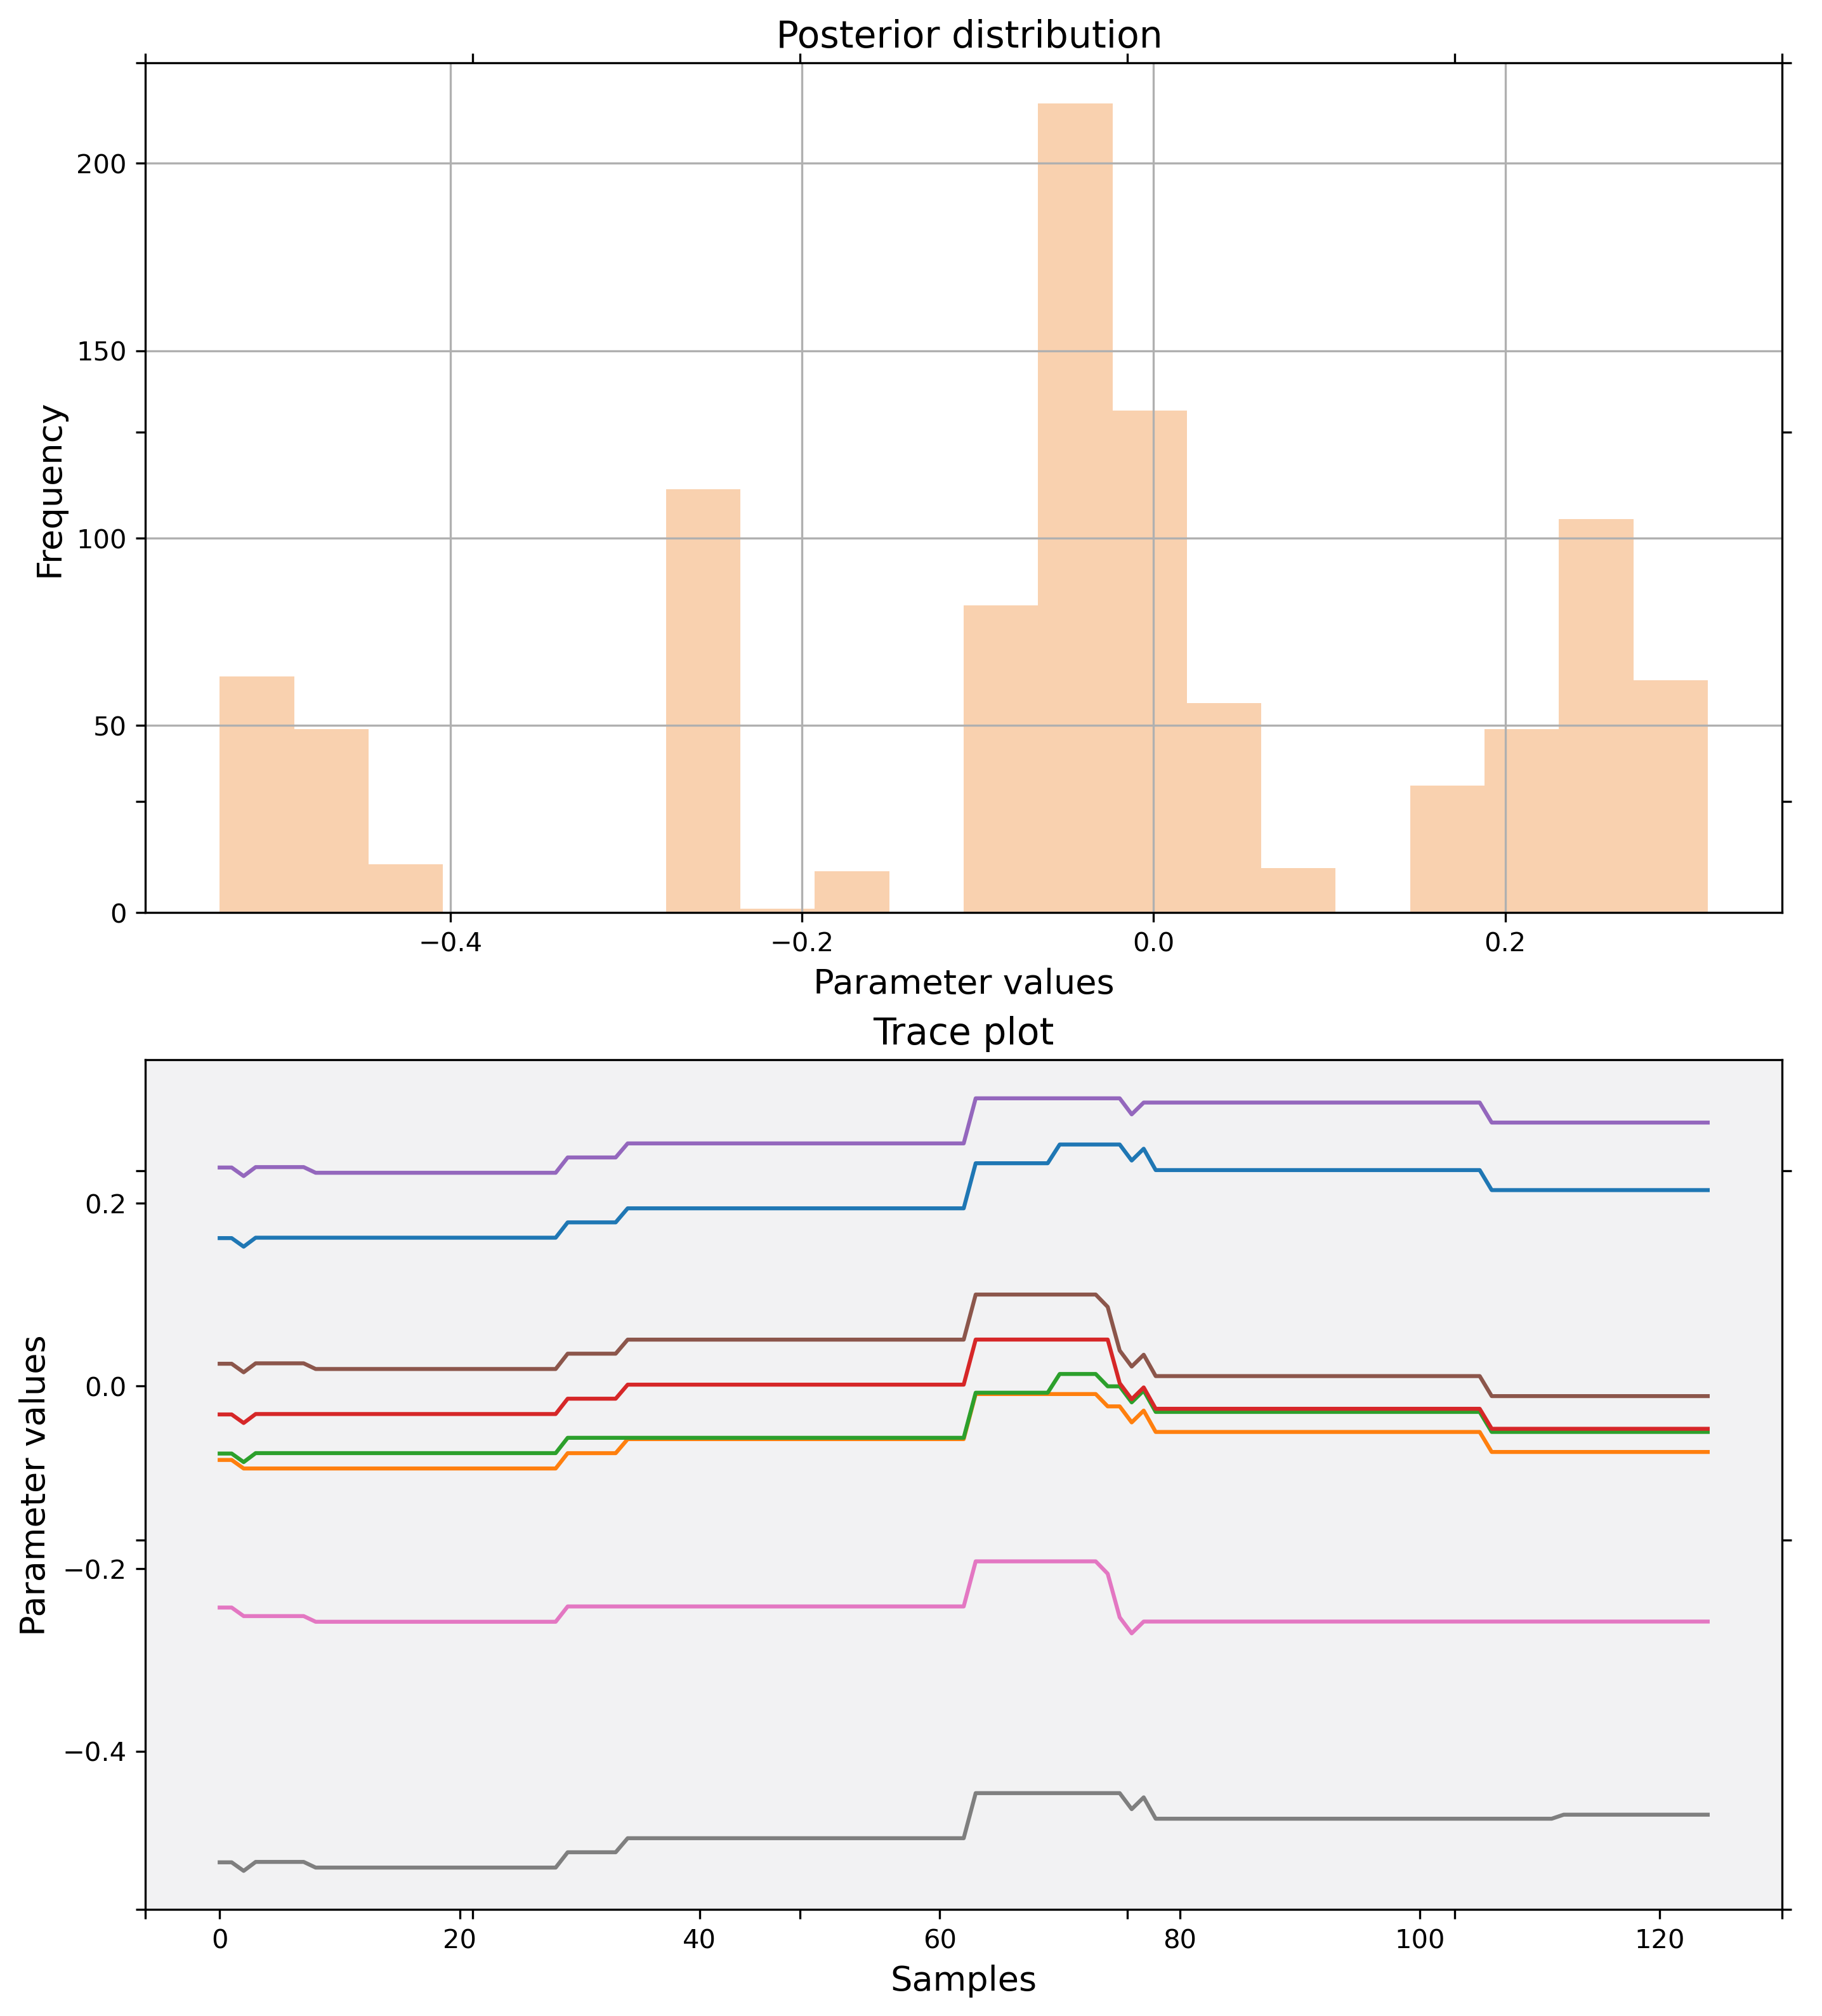 Posterior distribution
200
150
100
50
0
Frequency
−0.4 −0.2 0.0 0.2
Parameter values
Trace plot
0.2
0.0
−0.2
−0.4
Parameter values
0 20 40 60 80 100 120
Samples